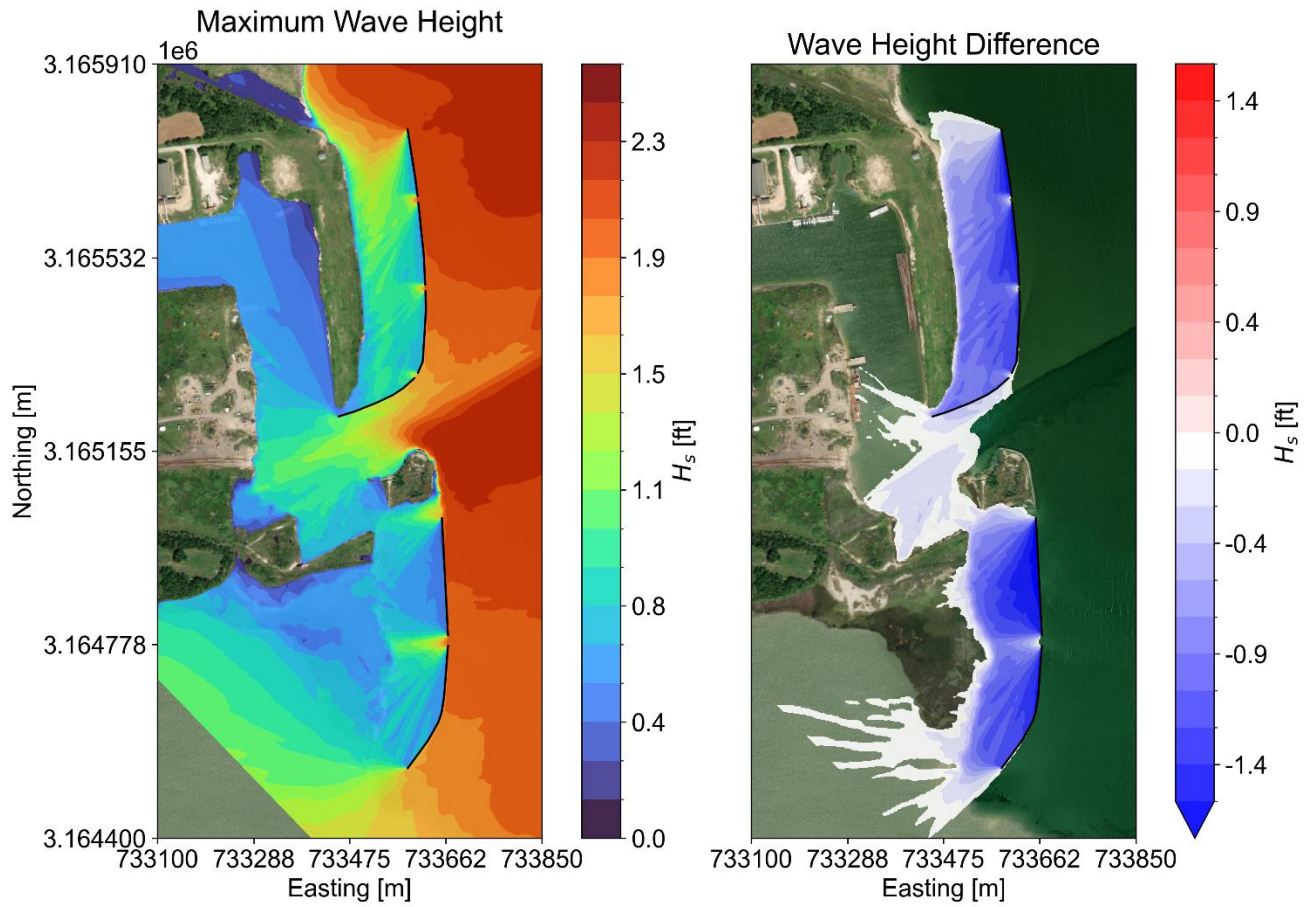 Maximum Wave Height
1e6
3.165910
3.165532
3.165155
3.164778
3.164400
Northing [m]
733100 733288 733475 733662 733850
Easting [m]
2.3
1.9
1.5
1.1
0.8
0.4
0.0
Hs [ft]
Wave Height Difference
733100 733288 733475 733662 733850
Easting [m]
1.4
0.9
0.4
0.0
-0.4
-0.9
-1.4
Hs [ft]